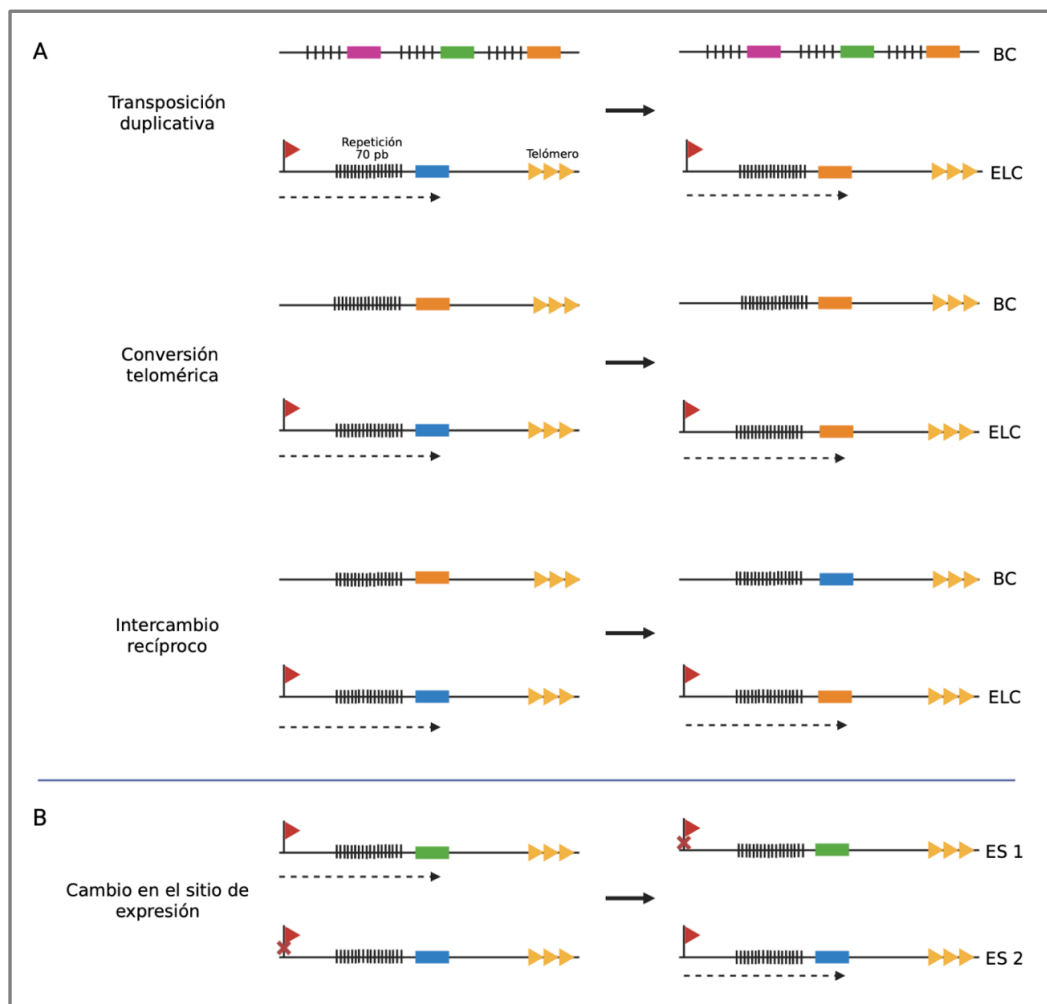 A
BC
Transposición
duplicativa
Repetición
70 pb
Telómero
ELC
BC
Conversión
telomérica
ELC
BC
Intercambio
recíproco
ELC
B
ES 1
Cambio en el sitio de
expresión
ES 2